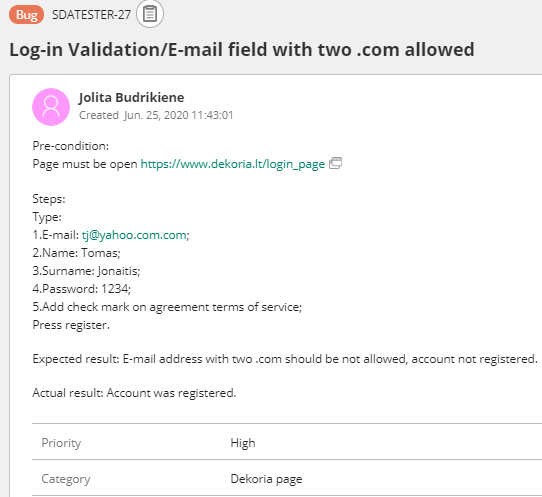 Bug SDATESTER-27
Log-in Validation/E-mail field with two .com allowed
Jolita Budrikiene
Created Jun. 25, 2020 11:43:01
Pre-condition:
Page must be open https://www.dekoria.lt/login_page
Steps:
Type:
1.E-mail: tj@yahoo.com.com;
2.Name: Tomas;
3.Surname: Jonaitis;
4.Password: 1234;
5.Add check mark on agreement terms of service;
Press register.
Expected result: E-mail address with two .com should be not allowed, account not registered.
Actual result: Account was registered.
Priority High
Category Dekoria page